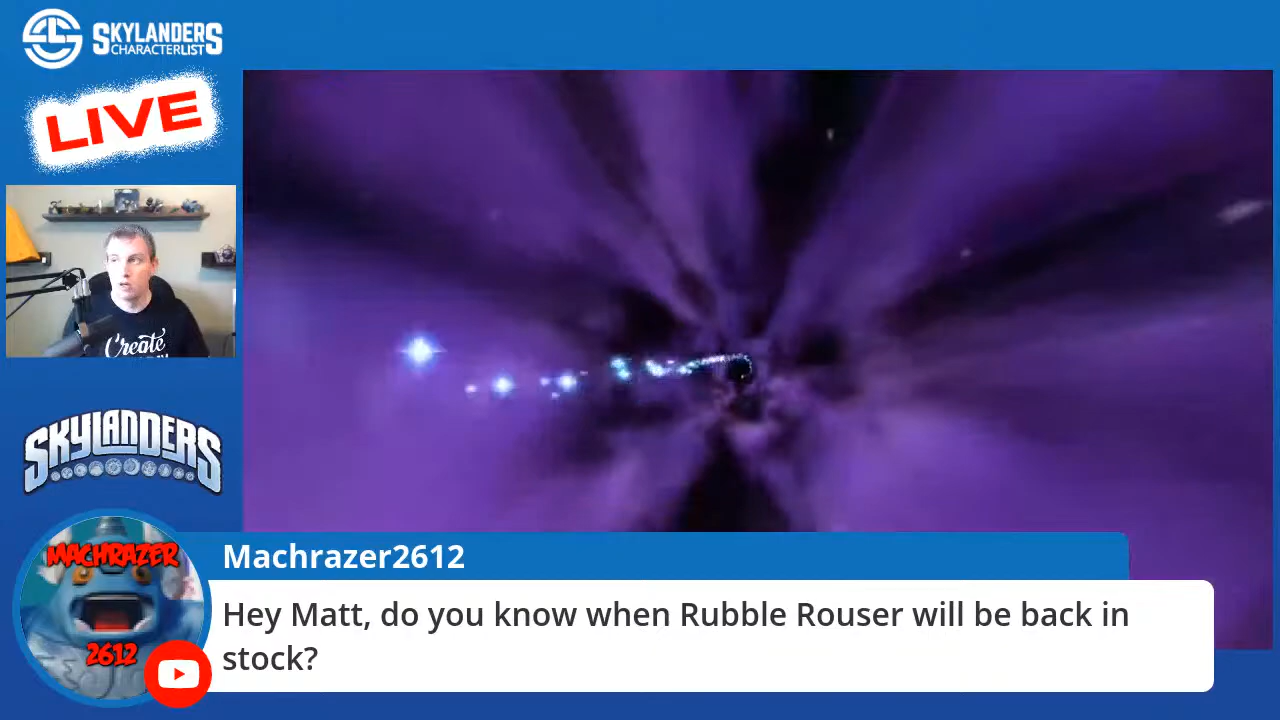 SKYLANDERS
CHARACTERLIST
LIVE
Create
SKYLANDERS
MACHRAZER
2612
Machrazer2612
Hey Matt, do you know when Rubble Rouser will be back in
stock?